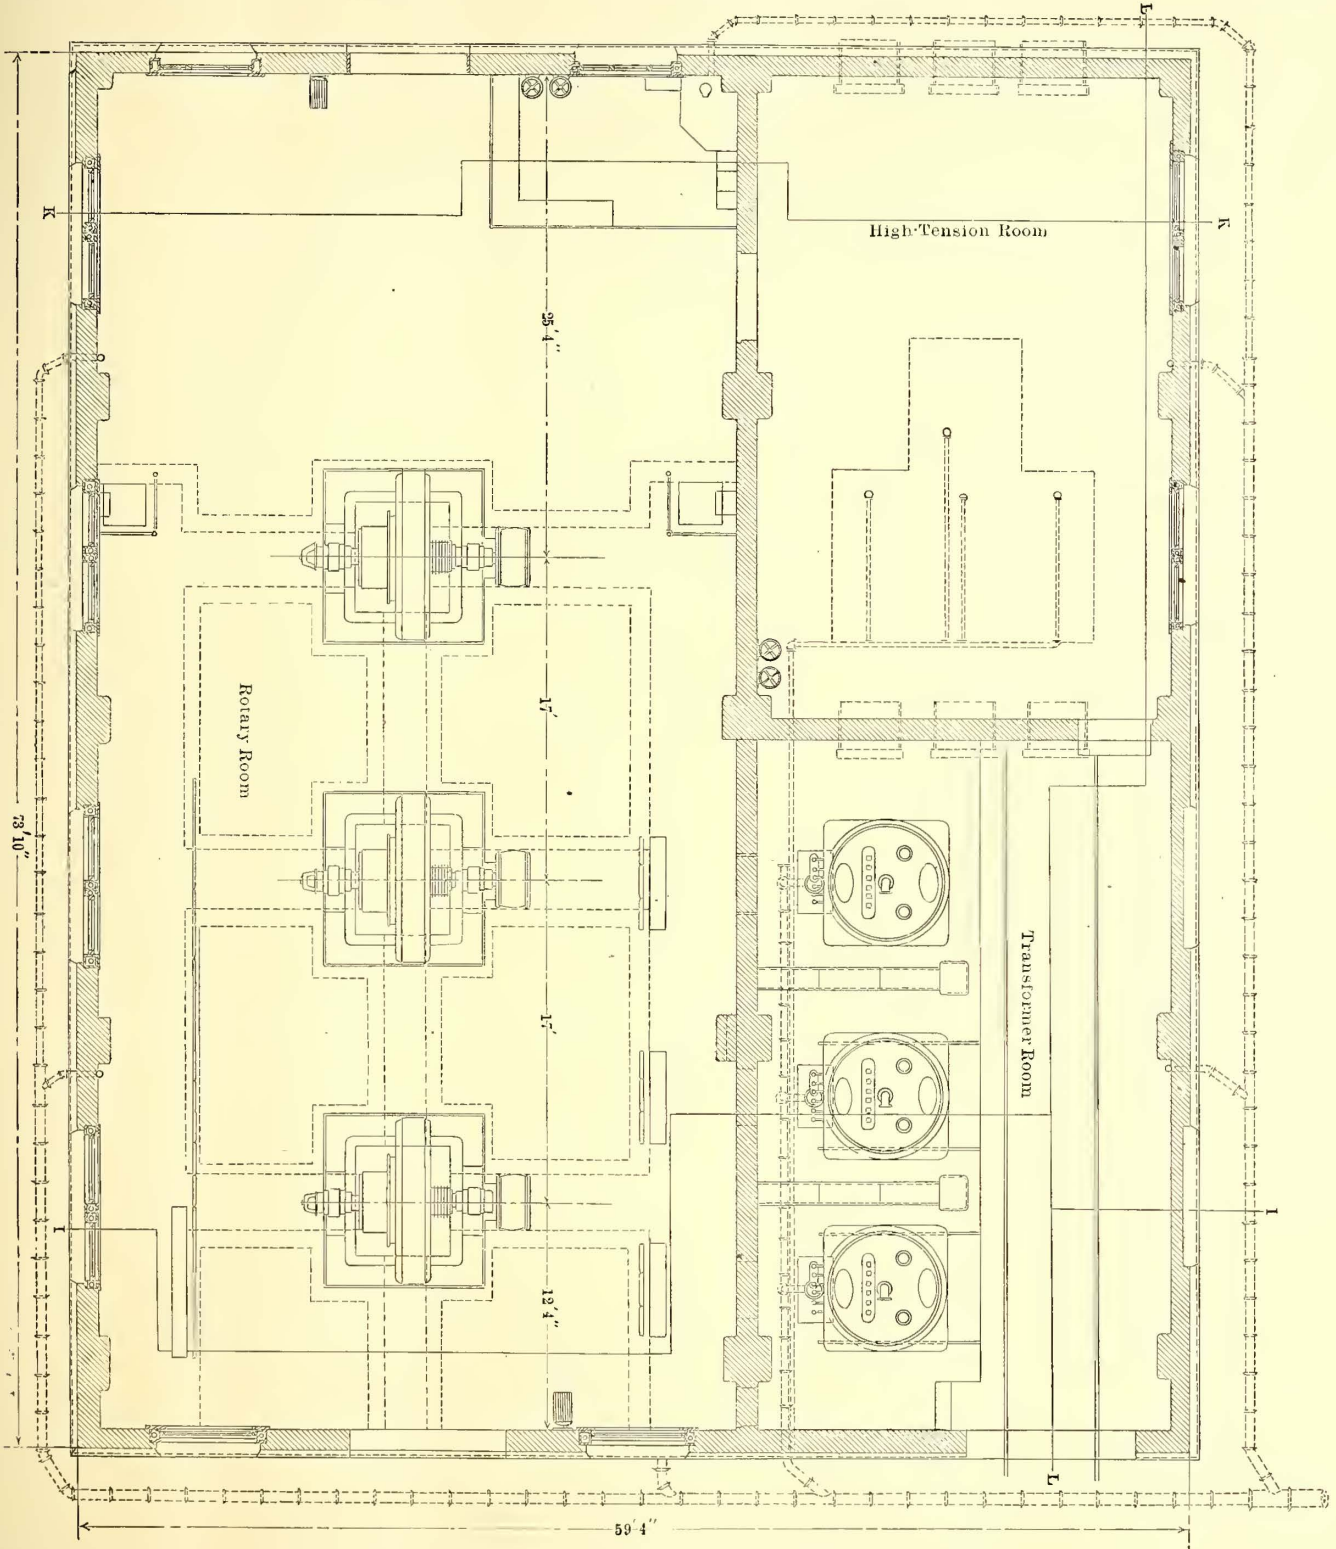 L
K
High-Tension Room
K
25'4"
Rotary Room
17'
73'10"
Transformer Room
17'
I
I
12'4"
L
59'4"